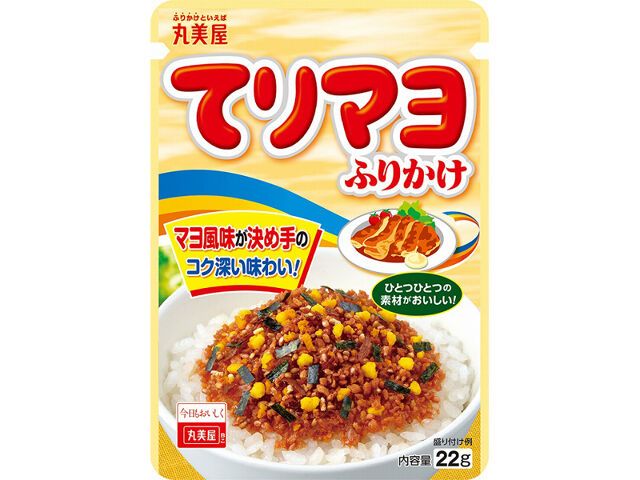 ふりかけといえば
丸美屋
てりマヨ
ふりかけ
マヨ風味が決め手の
コク深い味わい!
ひとつひとつの
素材がおいしい!
今日もおいしく
丸美屋
盛り付け例
内容量22g